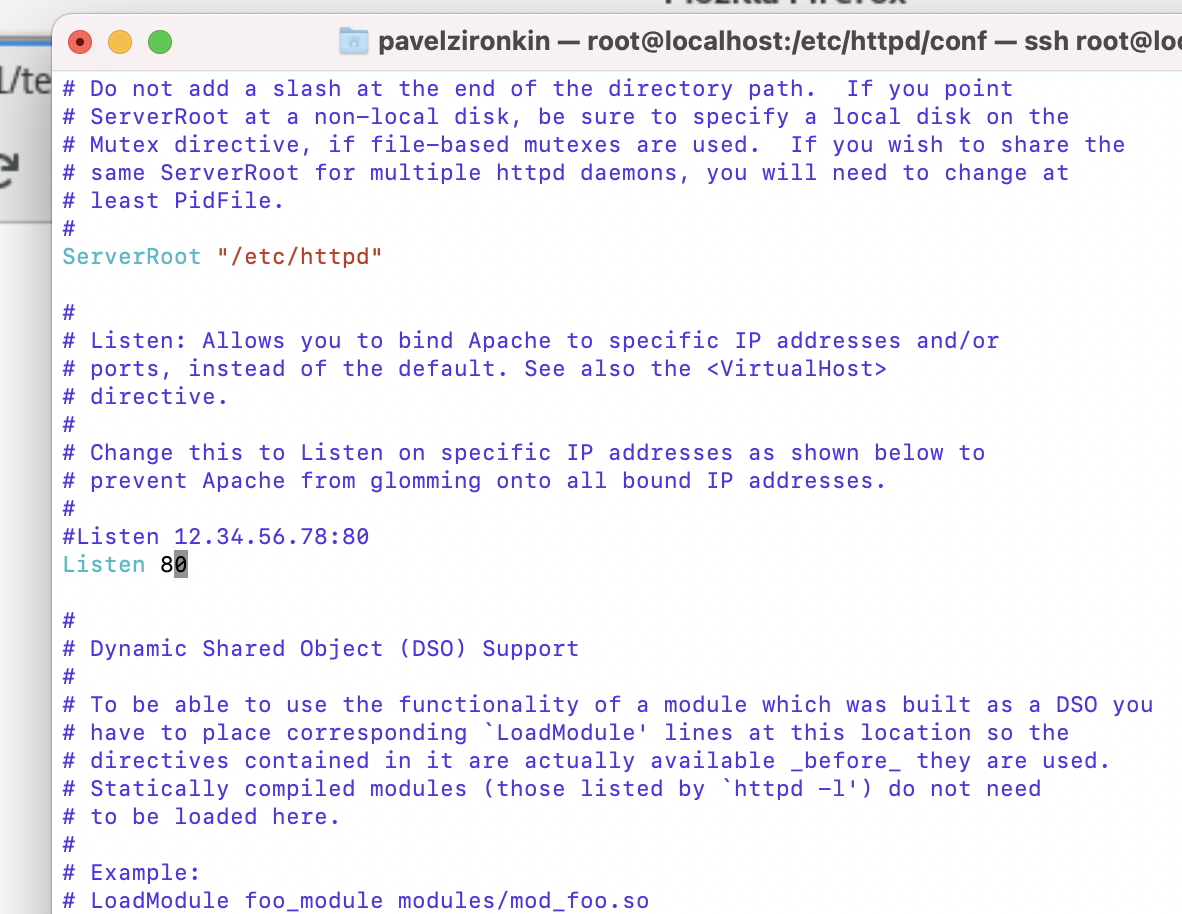 pavelzironkin — root@localhost:/etc/httpd/conf — ssh
/te
# Do not add a slash at the end of the directory path.  If you point
# ServerRoot at a non-local disk, be sure to specify a local disk on the
# Mutex directive, if file-based mutexes are used.  If you wish to share the
# same ServerRoot for multiple httpd daemons, you will need to change at
# least PidFile.
#
ServerRoot "/etc/httpd"
#
# Listen: Allows you to bind Apache to specific IP addresses and/or
# ports, instead of the default. See also the <VirtualHost>
# directive.
#
# Change this to Listen on specific IP addresses as shown below to
# prevent Apache from glomming onto all bound IP addresses.
#
#Listen 12.34.56.78:80
Listen 80
#
# Dynamic Shared Object (DSO) Support
#
# To be able to use the functionality of a module which was built as a DSO you
# have to place corresponding `LoadModule' lines at this location so the
# directives contained in it are actually available _before_ they are used.
# Statically compiled modules (those listed by `httpd -l') do not need
# to be loaded here.
#
# Example:
# LoadModule foo_module modules/mod_foo.so